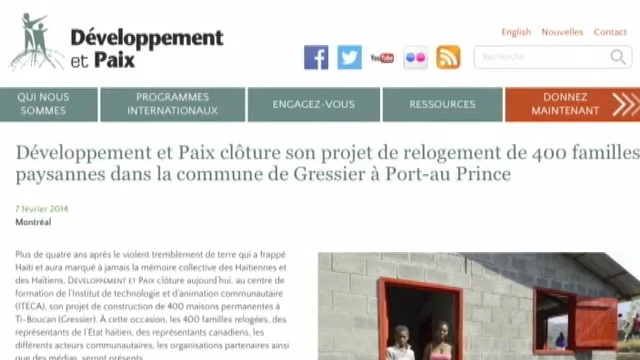 Développement
et Paix
English Nouvelles Contact
You Tube
Recherche
QUI NOUS
SOMMES
PROGRAMMES
INTERNATIONAUX
ENGAGEZ-VOUS
RESSOURCES
DONNEZ
MAINTENANT
Développement et Paix clôture son projet de relogement de 400 familles
paysannes dans la commune de Gressier à Port-au Prince
7 février 2014
Montréal
Plus de quatre ans après le violent tremblement de terre qui a frappé
Haïti et aura marqué à jamais la mémoire collective des Haïtiennes et
des Haïtiens, DÉVELOPPEMENT ET PAIX clôture aujourd'hui, au centre de
formation de l'Institut de technologie et d'animation communautaire
(ITECA), son projet de construction de 400 maisons permanentes à
Ti-Boucan (Gressier). À cette occasion, les 400 familles relogées, des
représentants de l'État haïtien, des représentants canadiens, les
différents acteurs communautaires, les organisations partenaires ainsi
que des médias, seront présents